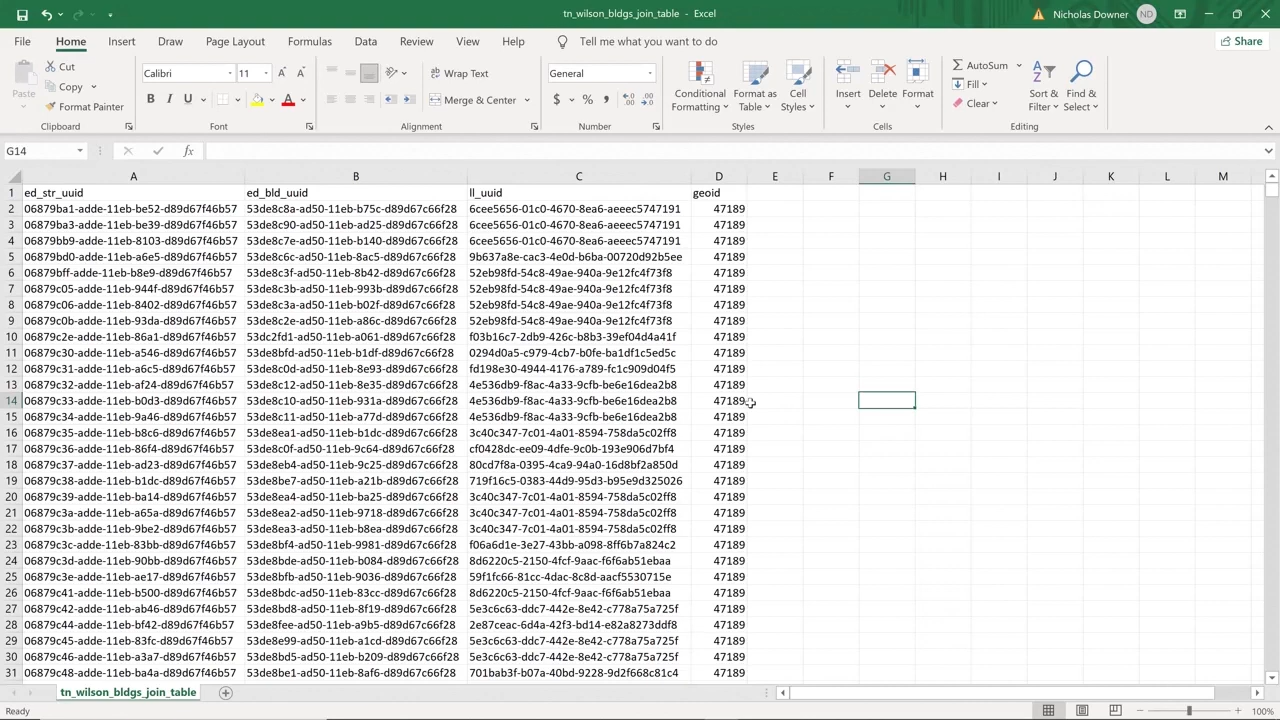 tn_wilson_bldgs_join_table - Excel
Nicholas Downer ND
File Home Insert Draw Page Layout Formulas Data Review View Help Tell me what you want to do Share
Paste
Cut
Copy
Format Painter
Clipboard
Calibri 11 A A
B I U A
Font
Wrap Text
Merge & Center
Alignment
General
$ % ,
Number
Conditional Formatting
Format as Table
Cell Styles
Styles
Insert Delete Format
Cells
AutoSum
Fill
Clear
Sort & Filter
Find & Select
Editing
G14 fx
A B C D E F G H I J K L M
1 ed_str_uuid ed_bld_uuid ll_uuid geoid
2 06879ba1-adde-11eb-be52-d89d67f46b57 53de8c8a-ad50-11eb-b75c-d89d67c66f28 6cee5656-01c0-4670-8ea6-aeeec5747191 47189
3 06879ba3-adde-11eb-be39-d89d67f46b57 53de8c90-ad50-11eb-ad25-d89d67c66f28 6cee5656-01c0-4670-8ea6-aeeec5747191 47189
4 06879bb9-adde-11eb-8103-d89d67f46b57 53de8c7e-ad50-11eb-b140-d89d67c66f28 6cee5656-01c0-4670-8ea6-aeeec5747191 47189
5 06879bd0-adde-11eb-a6e5-d89d67f46b57 53de8c6c-ad50-11eb-8ac5-d89d67c66f28 9b637a8e-cac3-4e0d-b6ba-00720d92b5ee 47189
6 06879bff-adde-11eb-b8e9-d89d67f46b57 53de8c3f-ad50-11eb-8b42-d89d67c66f28 52eb98fd-54c8-49ae-940a-9e12fc4f73f8 47189
7 06879c05-adde-11eb-944f-d89d67f46b57 53de8c3b-ad50-11eb-993b-d89d67c66f28 52eb98fd-54c8-49ae-940a-9e12fc4f73f8 47189
8 06879c06-adde-11eb-8402-d89d67f46b57 53de8c3a-ad50-11eb-b02f-d89d67c66f28 52eb98fd-54c8-49ae-940a-9e12fc4f73f8 47189
9 06879c0b-adde-11eb-93da-d89d67f46b57 53de8c2e-ad50-11eb-a86c-d89d67c66f28 52eb98fd-54c8-49ae-940a-9e12fc4f73f8 47189
10 06879c2e-adde-11eb-86a1-d89d67f46b57 53dc2fd1-ad50-11eb-a061-d89d67c66f28 f03b16c7-2db9-426c-b8b3-39ef04d4a41f 47189
11 06879c30-adde-11eb-a546-d89d67f46b57 53de8bfd-ad50-11eb-b1df-d89d67c66f28 0294d0a5-c979-4cb7-b0fe-ba1df1c5ed5c 47189
12 06879c31-adde-11eb-a6c5-d89d67f46b57 53de8c0d-ad50-11eb-8e93-d89d67c66f28 fd198e30-4944-4176-a789-fc1c909d04f5 47189
13 06879c32-adde-11eb-af24-d89d67f46b57 53de8c12-ad50-11eb-8e35-d89d67c66f28 4e536db9-f8ac-4a33-9cfb-be6e16dea2b8 47189
14 06879c33-adde-11eb-b0d3-d89d67f46b57 53de8c10-ad50-11eb-931a-d89d67c66f28 4e536db9-f8ac-4a33-9cfb-be6e16dea2b8 47189
15 06879c34-adde-11eb-9a46-d89d67f46b57 53de8c11-ad50-11eb-a77d-d89d67c66f28 4e536db9-f8ac-4a33-9cfb-be6e16dea2b8 47189
16 06879c35-adde-11eb-b8c6-d89d67f46b57 53de8ea1-ad50-11eb-b1dc-d89d67c66f28 3c40c347-7c01-4a01-8594-758da5c02ff8 47189
17 06879c36-adde-11eb-86f4-d89d67f46b57 53de8c0f-ad50-11eb-9c64-d89d67c66f28 cf0428dc-ee09-4dfe-9c0b-193e906d7bf4 47189
18 06879c37-adde-11eb-ad23-d89d67f46b57 53de8eb4-ad50-11eb-9c25-d89d67c66f28 80cd7f8a-0395-4ca9-94a0-16d8bf2a850d 47189
19 06879c38-adde-11eb-b1dc-d89d67f46b57 53de8be7-ad50-11eb-a21b-d89d67c66f28 719f16c5-0383-44d9-95d3-b95e9d325026 47189
20 06879c39-adde-11eb-ba14-d89d67f46b57 53de8ea4-ad50-11eb-ba25-d89d67c66f28 3c40c347-7c01-4a01-8594-758da5c02ff8 47189
21 06879c3a-adde-11eb-a65a-d89d67f46b57 53de8ea2-ad50-11eb-9718-d89d67c66f28 3c40c347-7c01-4a01-8594-758da5c02ff8 47189
22 06879c3b-adde-11eb-9be2-d89d67f46b57 53de8ea3-ad50-11eb-b8ea-d89d67c66f28 3c40c347-7c01-4a01-8594-758da5c02ff8 47189
23 06879c3c-adde-11eb-83bb-d89d67f46b57 53de8bf4-ad50-11eb-9981-d89d67c66f28 f06a6d1e-3e27-43bb-a098-8ff6b7a824c2 47189
24 06879c3d-adde-11eb-90bb-d89d67f46b57 53de8bde-ad50-11eb-b084-d89d67c66f28 8d6220c5-2150-4fcf-9aac-f6f6ab51ebaa 47189
25 06879c3e-adde-11eb-ae17-d89d67f46b57 53de8bfb-ad50-11eb-9036-d89d67c66f28 59f1fc66-81cc-4dac-8c8d-aacf5530715e 47189
26 06879c41-adde-11eb-b500-d89d67f46b57 53de8bdc-ad50-11eb-83cc-d89d67c66f28 8d6220c5-2150-4fcf-9aac-f6f6ab51ebaa 47189
27 06879c42-adde-11eb-ab46-d89d67f46b57 53de8bd8-ad50-11eb-8f19-d89d67c66f28 5e3c6c63-ddc7-442e-8e42-c778a75a725f 47189
28 06879c44-adde-11eb-bf42-d89d67f46b57 53de8fee-ad50-11eb-a9b5-d89d67c66f28 2e87ceac-6d4a-42f3-bd14-e82a8733706f 47189
29 06879c45-adde-11eb-83fc-d89d67f46b57 53de8e99-ad50-11eb-a1cd-d89d67c66f28 5e3c6c63-ddc7-442e-8e42-c778a75a725f 47189
30 06879c46-adde-11eb-a3a7-d89d67f46b57 53de8bd5-ad50-11eb-b209-d89d67c66f28 5e3c6c63-ddc7-442e-8e42-c778a75a725f 47189
31 06879c48-adde-11eb-ba4a-d89d67f46b57 53de8be1-ad50-11eb-8af6-d89d67c66f28 701bab3f-b07a-40bd-9228-9d2f668c81c4 47189
tn_wilson_bldgs_join_table
Ready 100%